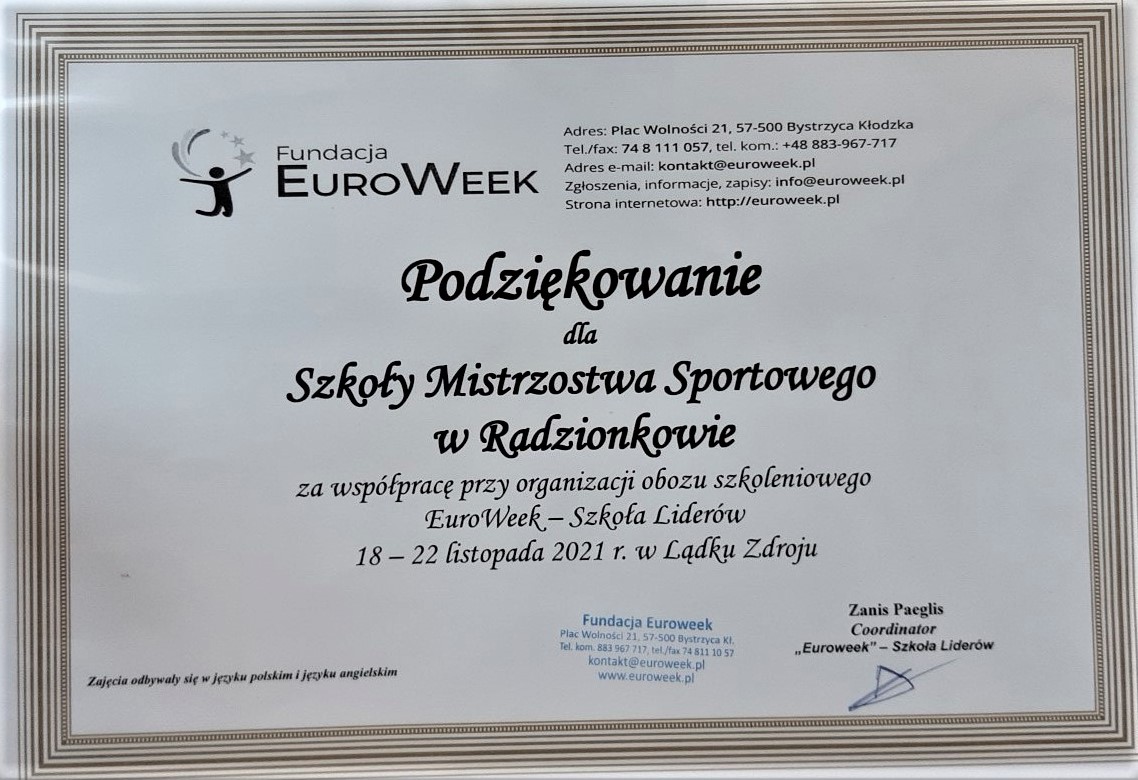 Fundacja
EUROWEEK
Adres: Plac Wolności 21, 57-500 Bystrzyca Kłodzka
Tel./fax: 74 8 111 057, tel. kom.: +48 883-967-717
Adres e-mail: kontakt@euroweek.pl
Zgłoszenia, informacje, zapisy: info@euroweek.pl
Strona internetowa: http://euroweek.pl
Podziękowanie
dla
Szkoły Mistrzostwa Sportowego
w Radzionkowie
za współpracę przy organizacji obozu szkoleniowego
EuroWeek – Szkoła Liderów
18 – 22 listopada 2021 r. w Lądku Zdroju
Fundacja Euroweek
Plac Wolności 21, 57-500 Bystrzyca Kł.
Tel. kom. 883 967 717, tel./fax 74 811 10 57
kontakt@euroweek.pl
www.euroweek.pl
Zanis Paeglis
Coordinator
„Euroweek” – Szkoła Liderów
Zajęcia odbywały się w języku polskim i języku angielskim